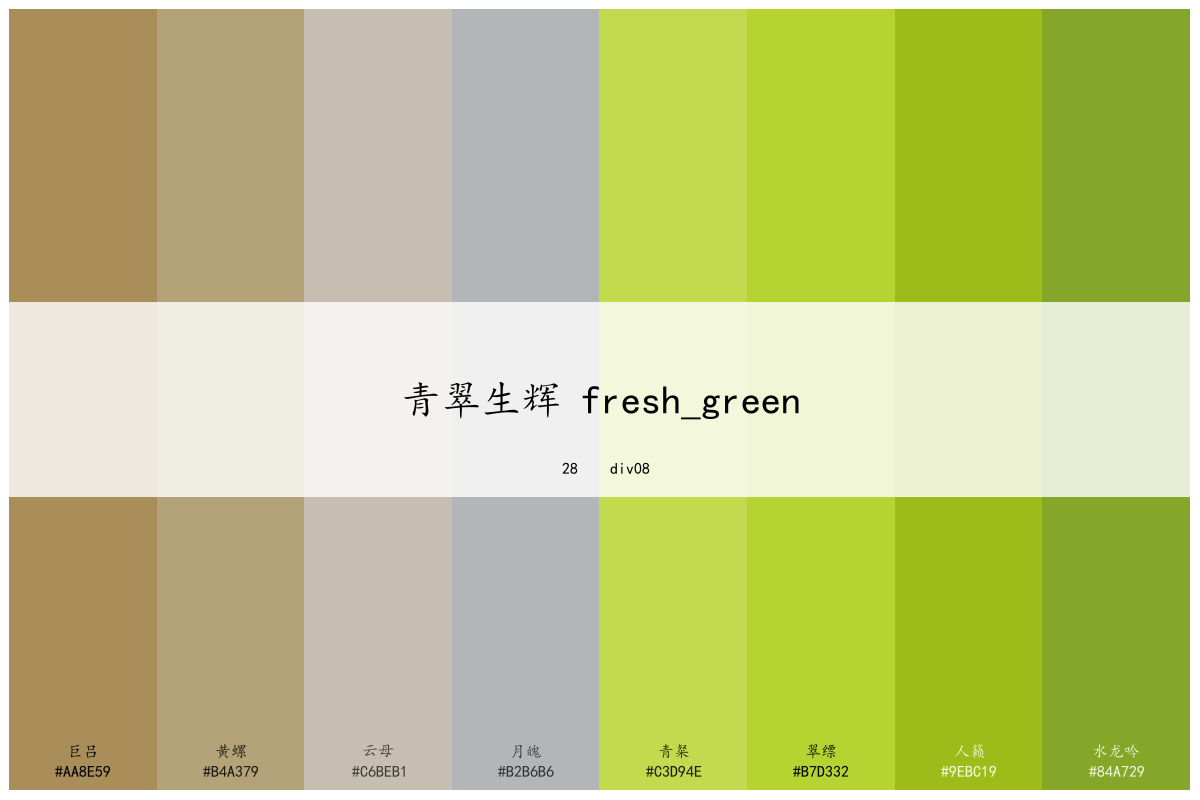 青翠生辉 fresh_green
28 div08
巨吕 黄螺 云母 月魄 青粲 翠缥 人籁 水龙吟
#AA8E59 #B4A379 #C6BEB1 #B2B6B6 #C3D94E #B7D332 #9EBC19 #84A729